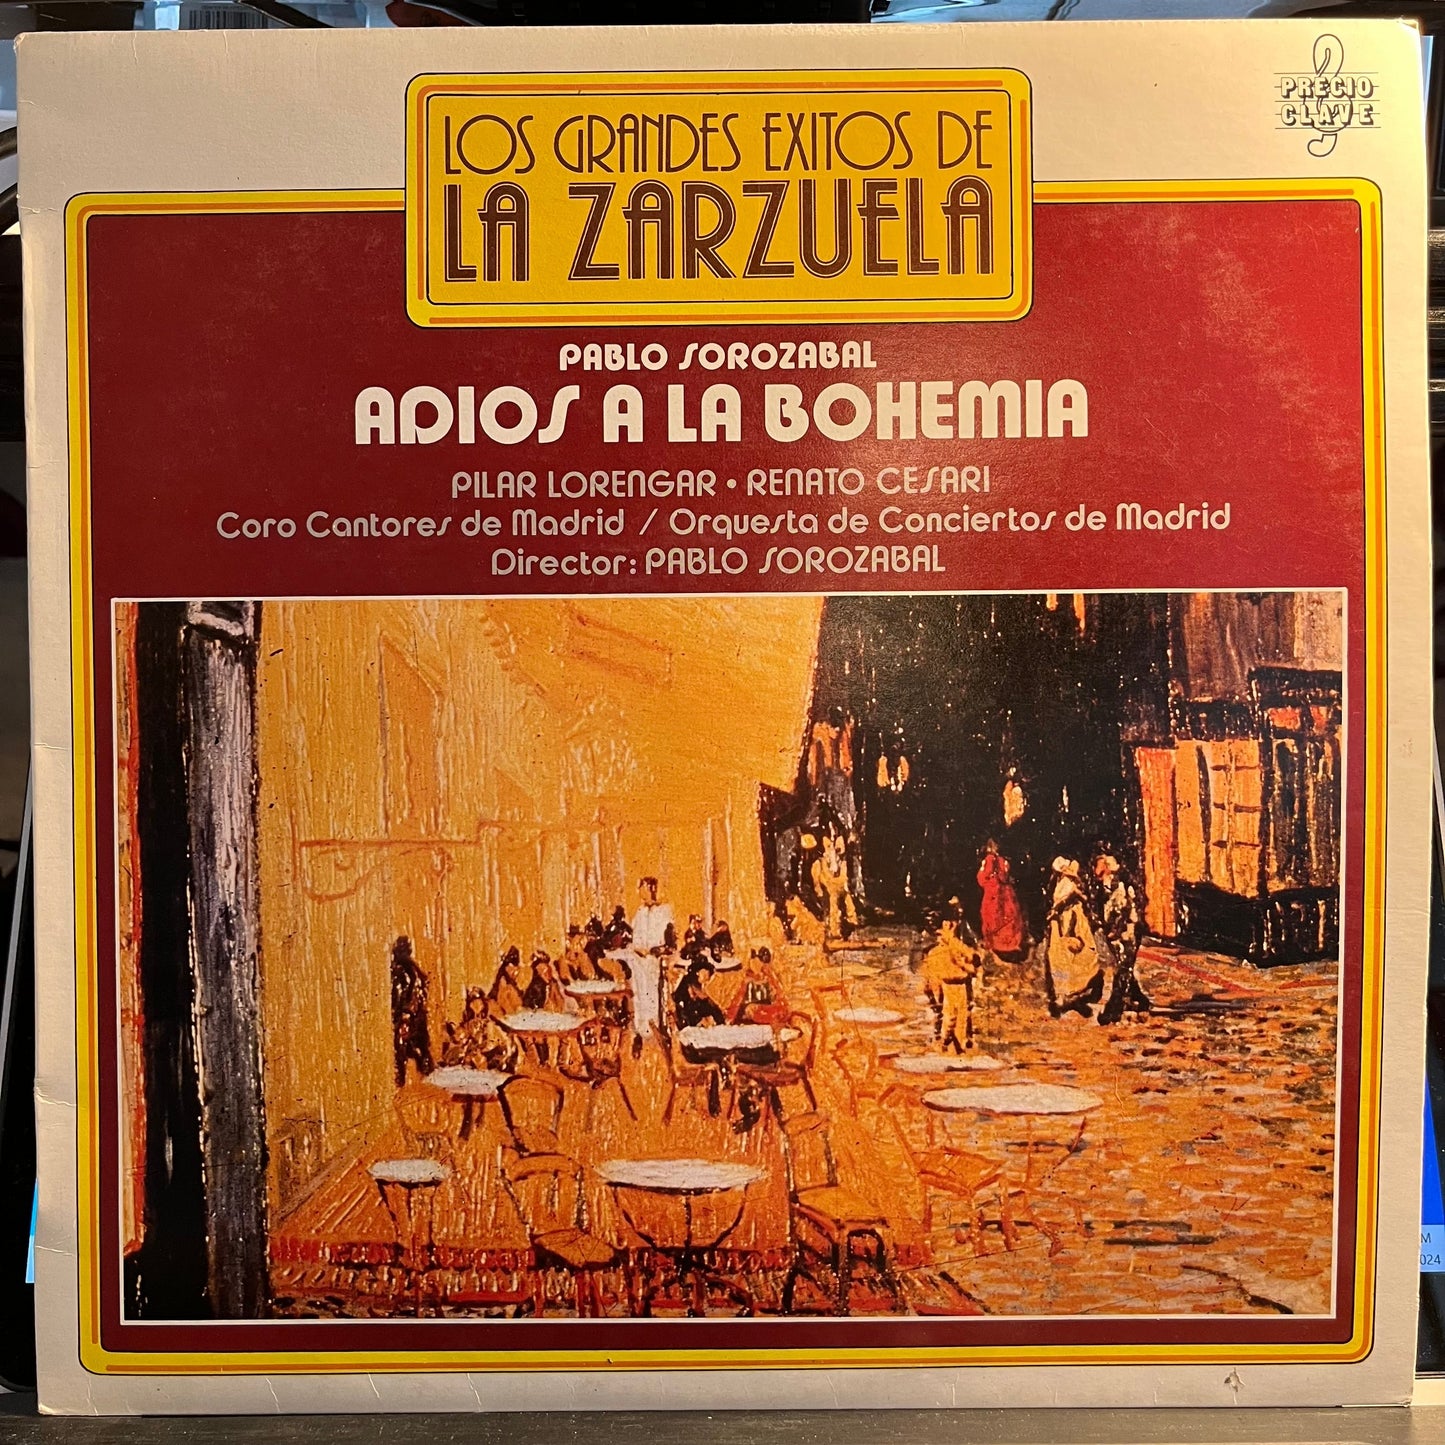 PRECIO
CLAVE
LOS GRANDES EXITOS DE
LA ZARZUELA
PABLO SOROZABAL
ADIOS A LA BOHEMIA
PILAR LORENGAR • RENATO CESARI
Coro Cantores de Madrid / Orquesta de Conciertos de Madrid
Director: PABLO SOROZABAL
M
024